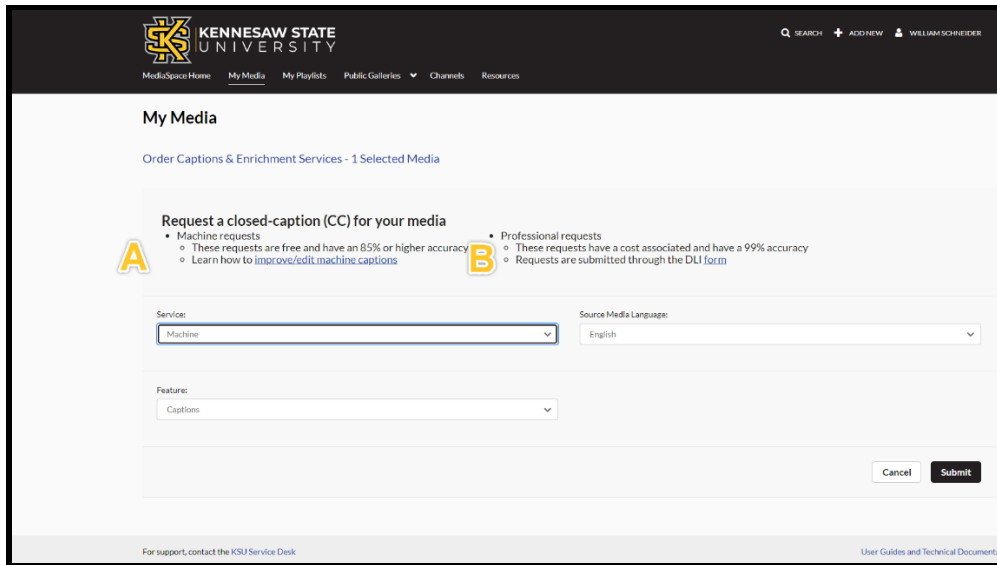 KENNESAW STATE
UNIVERSITY
SEARCH ADD NEW WILLIAM SCHNEIDER
MediaSpace Home My Media My Playlists Public Galleries Channels Resources
My Media
Order Captions & Enrichment Services - 1 Selected Media
Request a closed-caption (CC) for your media
A
• Machine requests
◦ These requests are free and have an 85% or higher accuracy
◦ Learn how to improve/edit machine captions
B
• Professional requests
◦ These requests have a cost associated and have a 99% accuracy
◦ Requests are submitted through the DLI form
Service:
Machine
Source Media Language:
English
Feature:
Captions
Cancel Submit
For support, contact the KSU Service Desk
User Guides and Technical Document